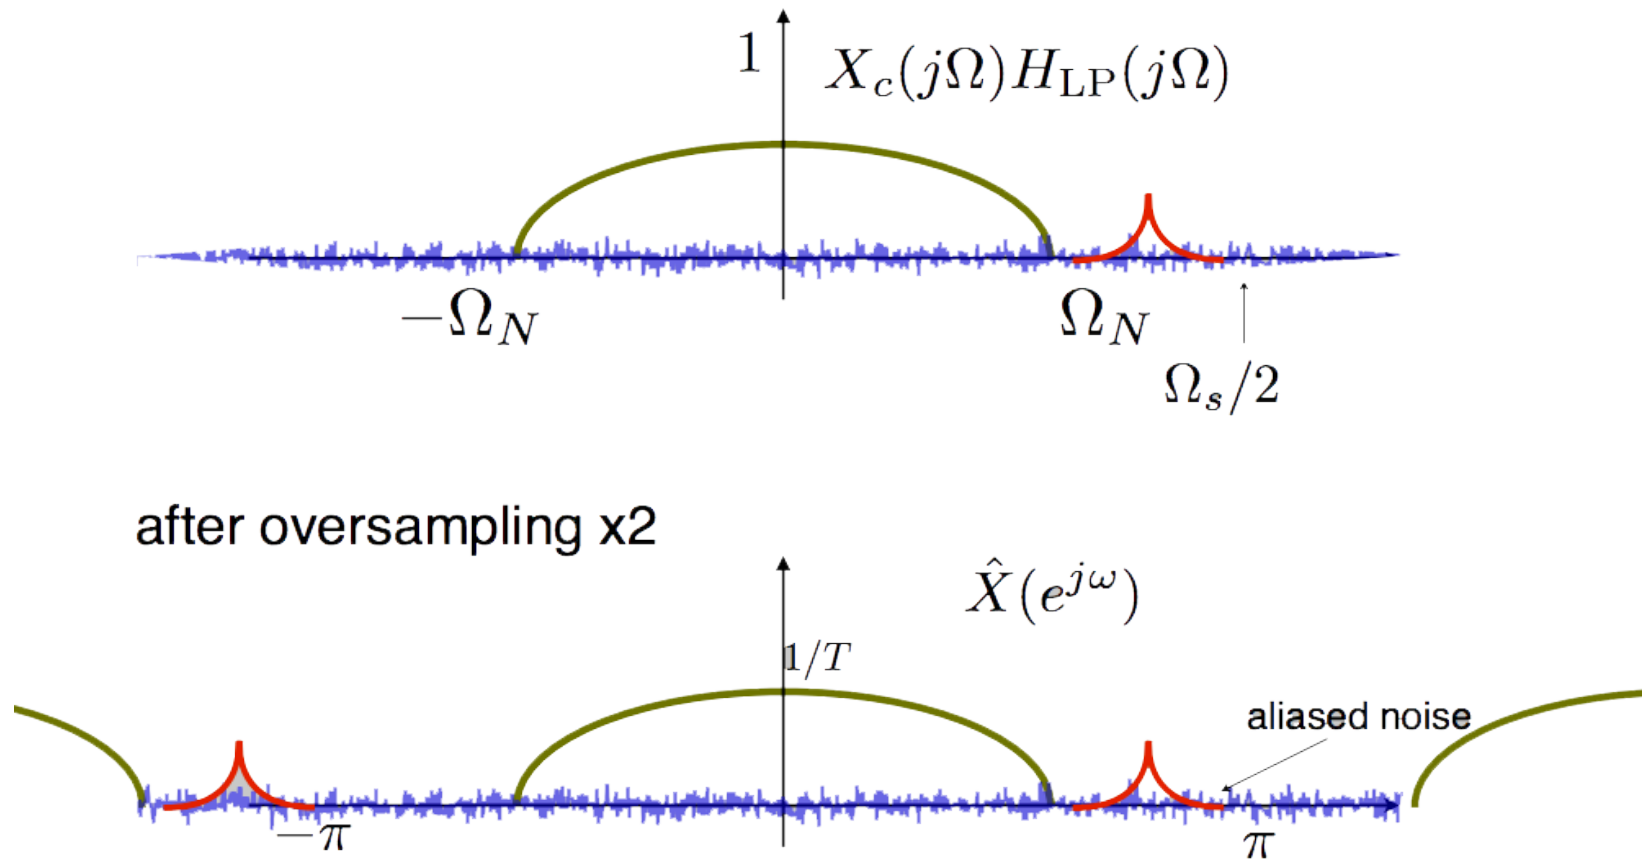 1
X_c(jΩ)H_LP(jΩ)
−Ω_N
Ω_N
Ω_s/2
after oversampling x2
X̂(e^{jω})
1/T
aliased noise
−π
π